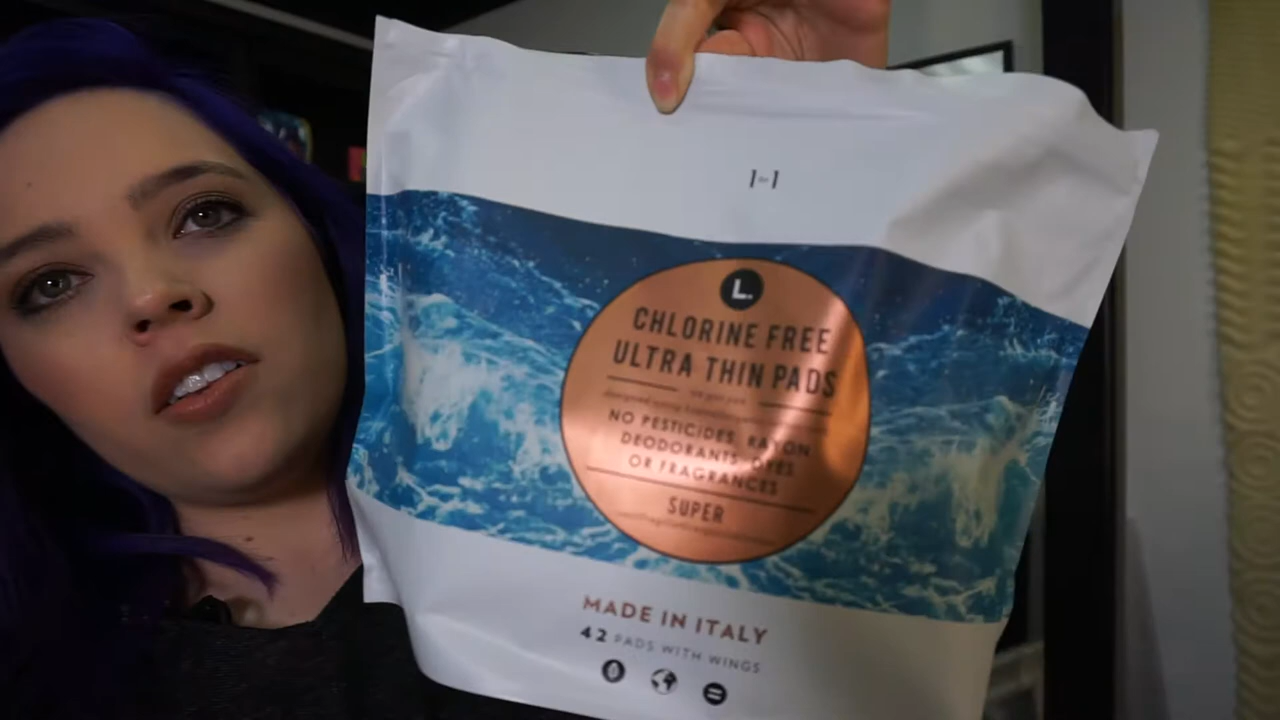 1 for 1
L.
CHLORINE FREE
ULTRA THIN PADS
NO PESTICIDES, RAYON
DEODORANTS, DYES
OR FRAGRANCES
SUPER
MADE IN ITALY
42 PADS WITH WINGS